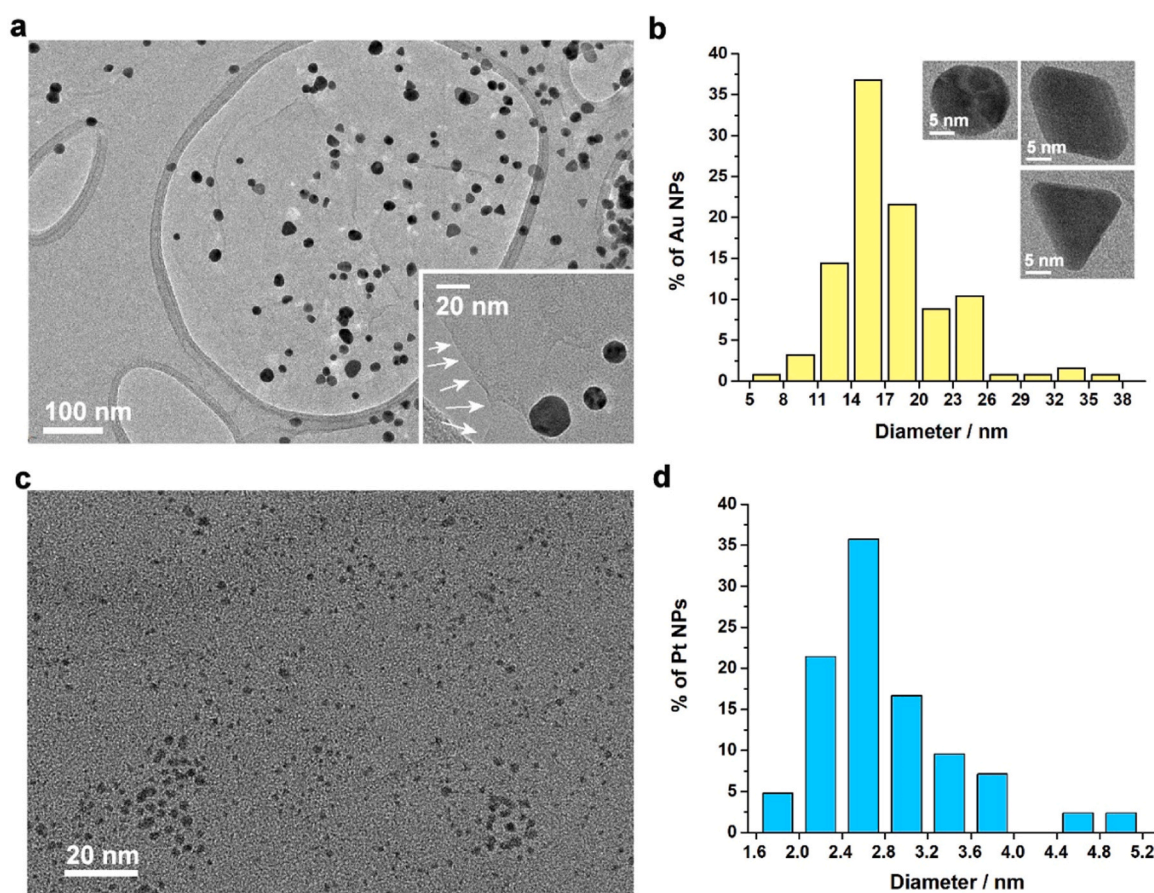 a
100 nm
20 nm
b
40
35
30
25
20
15
10
5
0
% of Au NPs
5 nm
5 nm
5 nm
5 8 11 14 17 20 23 26 29 32 35 38
Diameter / nm
c
20 nm
d
40
35
30
25
20
15
10
5
0
% of Pt NPs
1.6 2.0 2.4 2.8 3.2 3.6 4.0 4.4 4.8 5.2
Diameter / nm